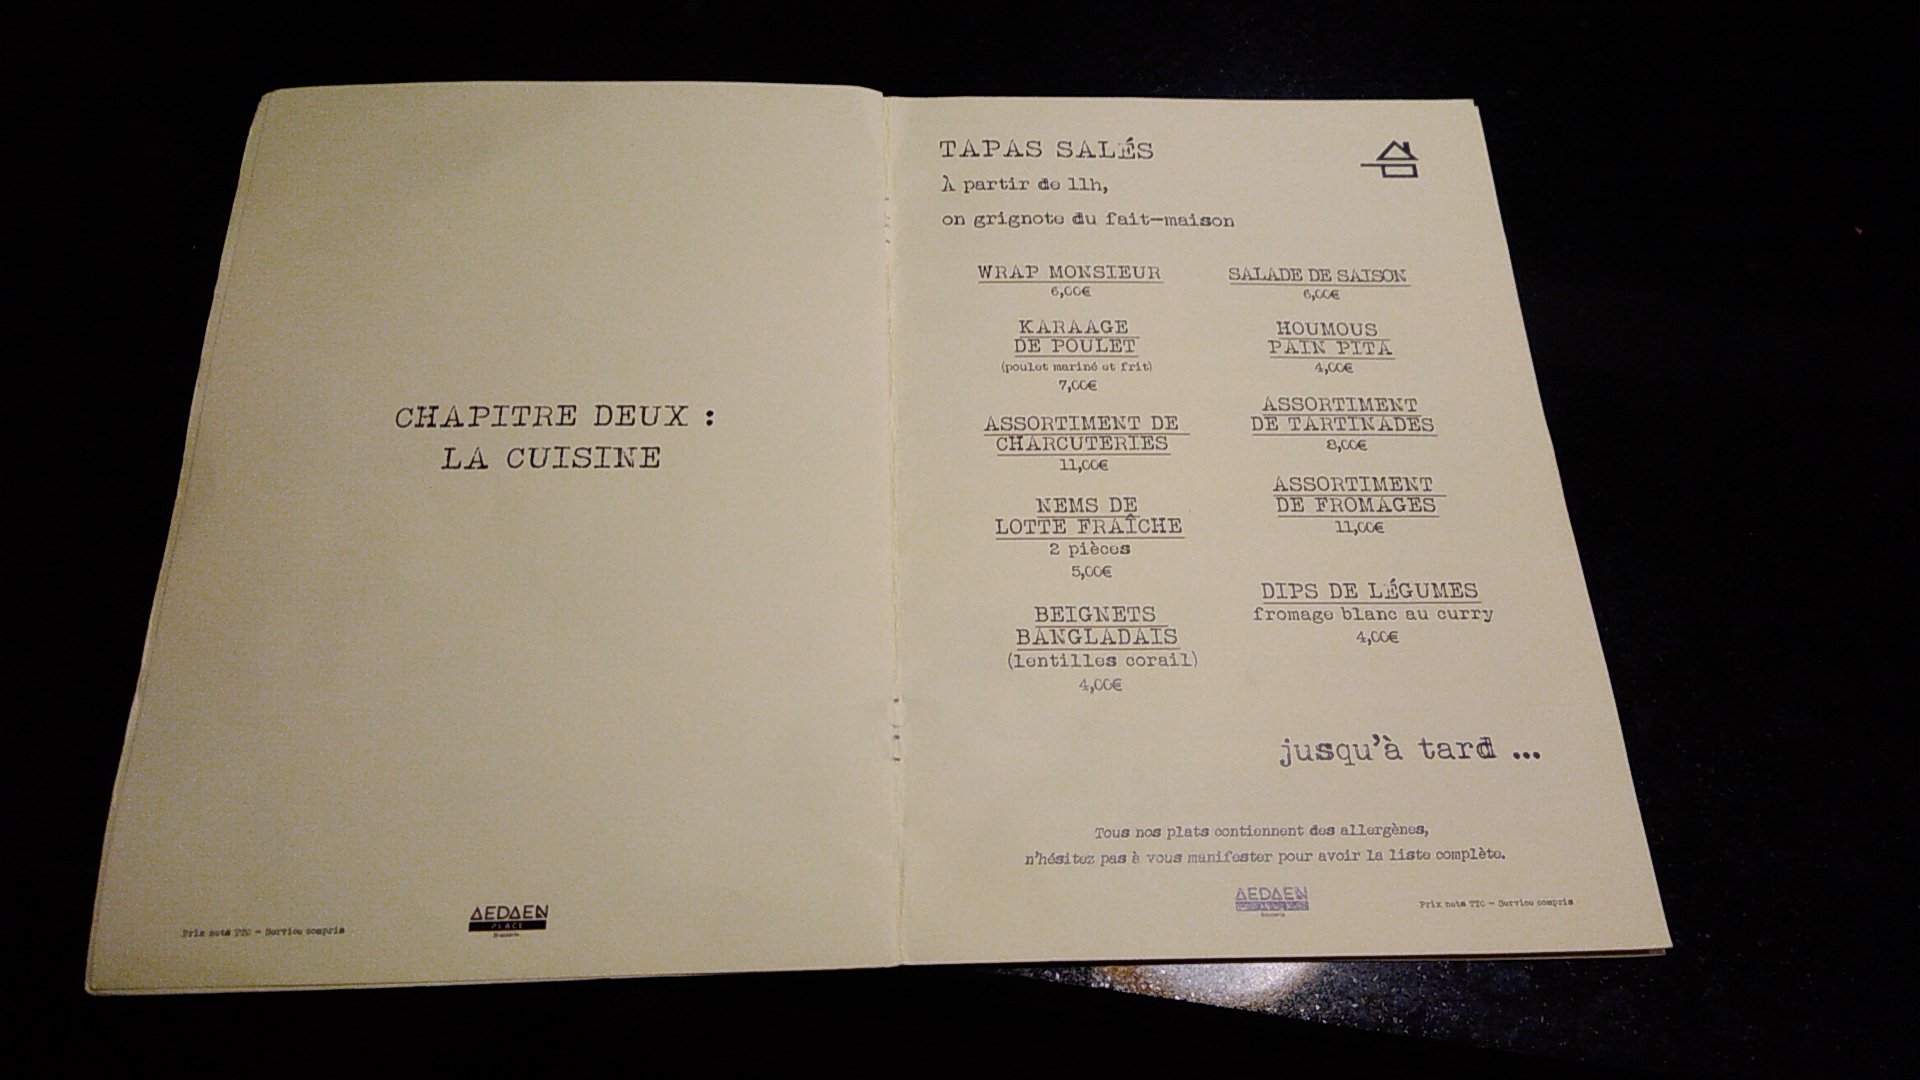 CHAPITRE DEUX :
LA CUISINE
Prix nets TTC - Service compris
AEDAEN
PLACE
Brasserie
TAPAS SALÉS
À partir de 11h,
on grignote du fait-maison
WRAP MONSIEUR
6,00€
KARAAGE
DE POULET
(poulet mariné et frit)
7,00€
ASSORTIMENT DE
CHARCUTERIES
11,00€
NEMS DE
LOTTE FRAÎCHE
2 pièces
5,00€
BEIGNETS
BANGLADAIS
(lentilles corail)
4,00€
SALADE DE SAISON
6,00€
HOUMOUS
PAIN PITA
4,00€
ASSORTIMENT
DE TARTINADES
8,00€
ASSORTIMENT
DE FROMAGES
11,00€
DIPS DE LÉGUMES
fromage blanc au curry
4,00€
jusqu'à tard ...
Tous nos plats contiennent des allergènes,
n'hésitez pas à vous manifester pour avoir la liste complète.
AEDAEN
Prix nets TTC - Service compris